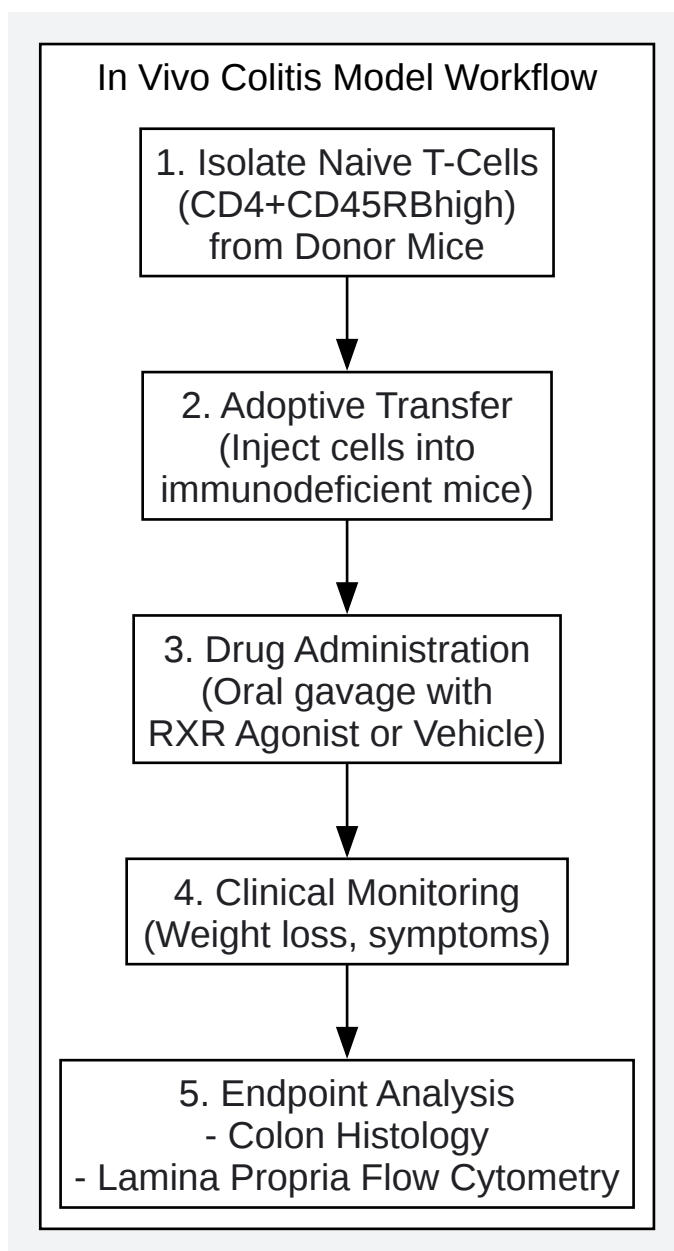 In Vivo Colitis Model Workflow
1. Isolate Naive T-Cells
(CD4+CD45RBhigh)
from Donor Mice
2. Adoptive Transfer
(Inject cells into
immunodeficient mice)
3. Drug Administration
(Oral gavage with
RXR Agonist or Vehicle)
4. Clinical Monitoring
(Weight loss, symptoms)
5. Endpoint Analysis
- Colon Histology
- Lamina Propria Flow Cytometry